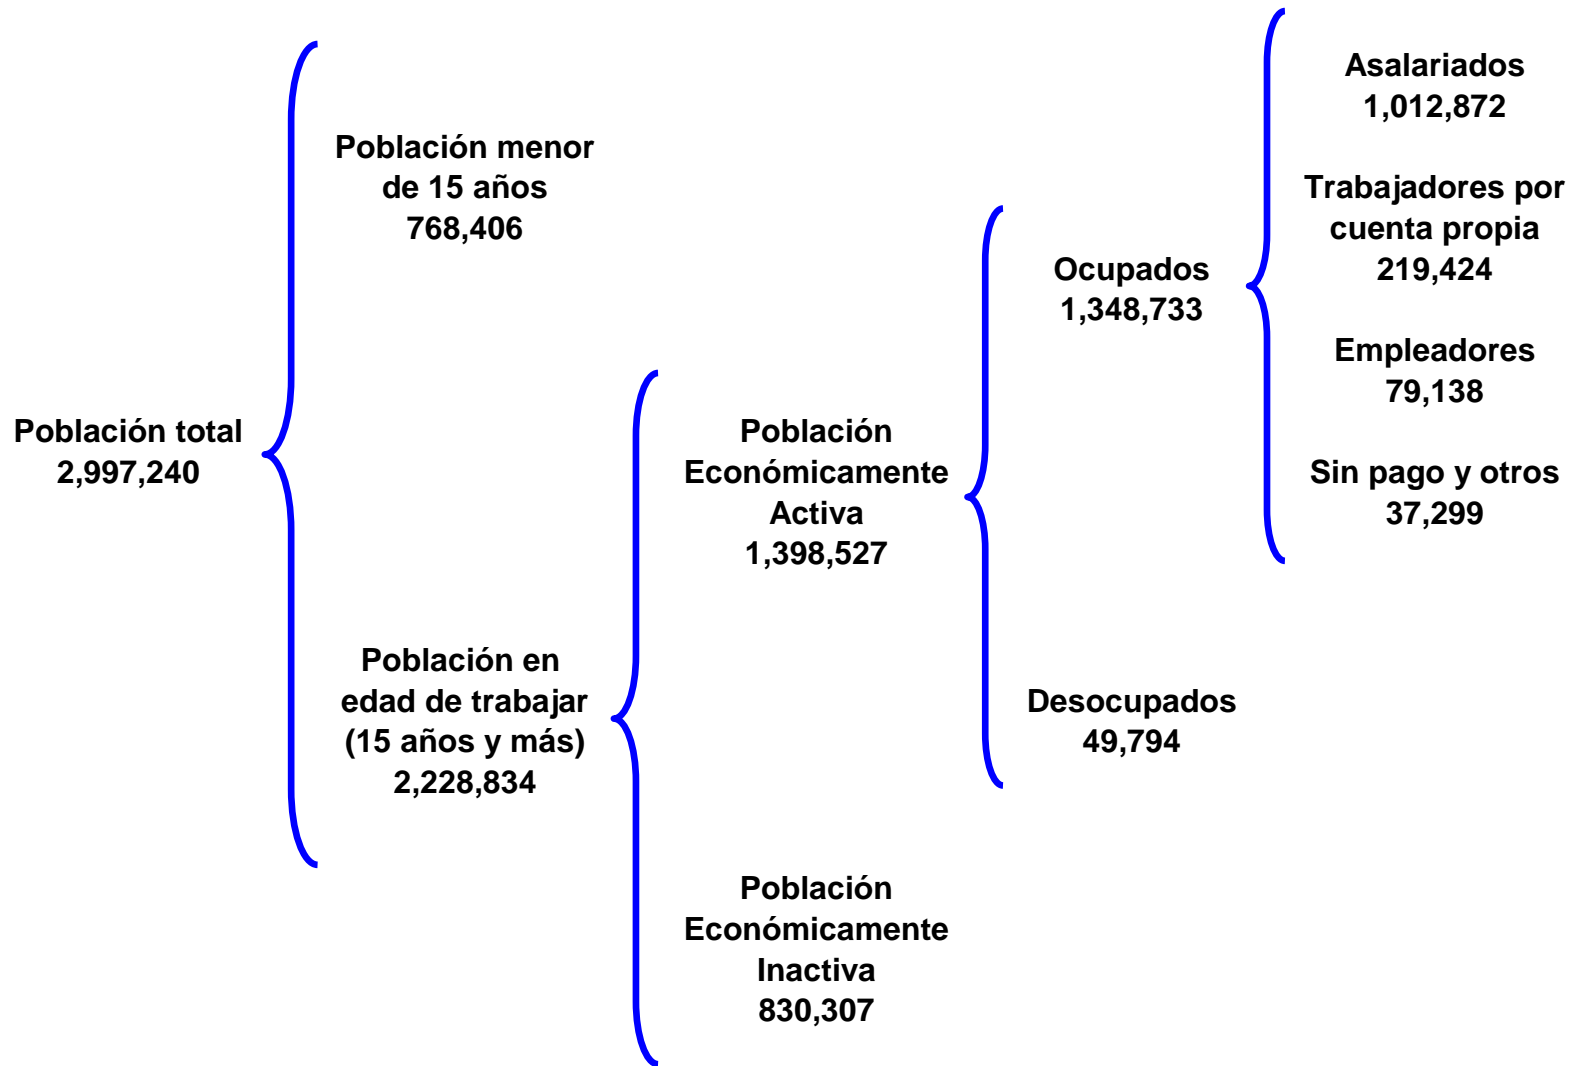 Población total
2,997,240
Población menor
de 15 años
768,406
Población en
edad de trabajar
(15 años y más)
2,228,834
Población
Económicamente
Activa
1,398,527
Población
Económicamente
Inactiva
830,307
Ocupados
1,348,733
Desocupados
49,794
Asalariados
1,012,872
Trabajadores por
cuenta propia
219,424
Empleadores
79,138
Sin pago y otros
37,299